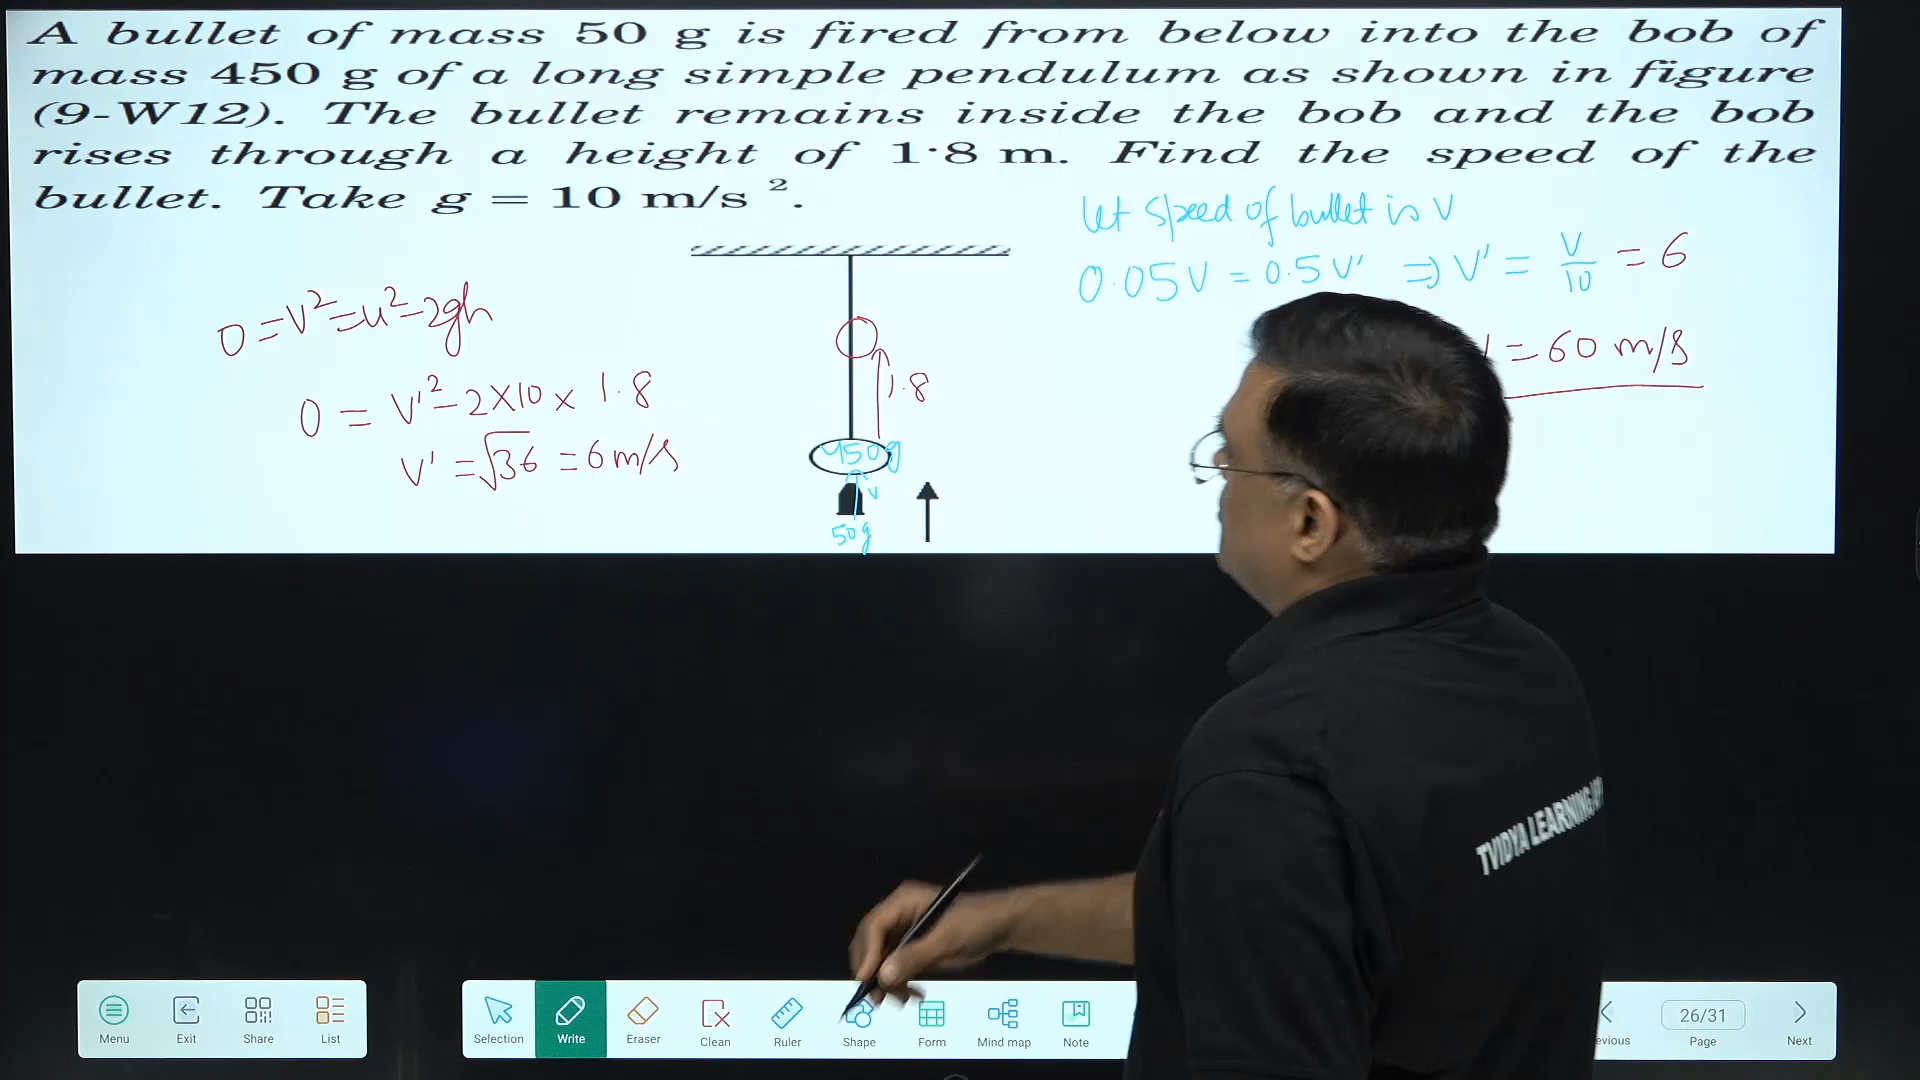 A bullet of mass 50 g is fired from below into the bob of
mass 450 g of a long simple pendulum as shown in figure
(9-W12). The bullet remains inside the bob and the bob
rises through a height of 1·8 m. Find the speed of the
bullet. Take g = 10 m/s ².
let speed of bullet is v
0.05V = 0.5V' ⇒ V' = V/10 = 6
= 60 m/s
0 = V² = u² - 2gh
0 = V'² - 2×10 × 1.8
V' = √36 = 6 m/s
1.8
450g
v
50g
TVIDYA LEARNING
Menu Exit Share List
Selection Write Eraser Clean Ruler Shape Form Mind map Note
evious 26/31 Page Next